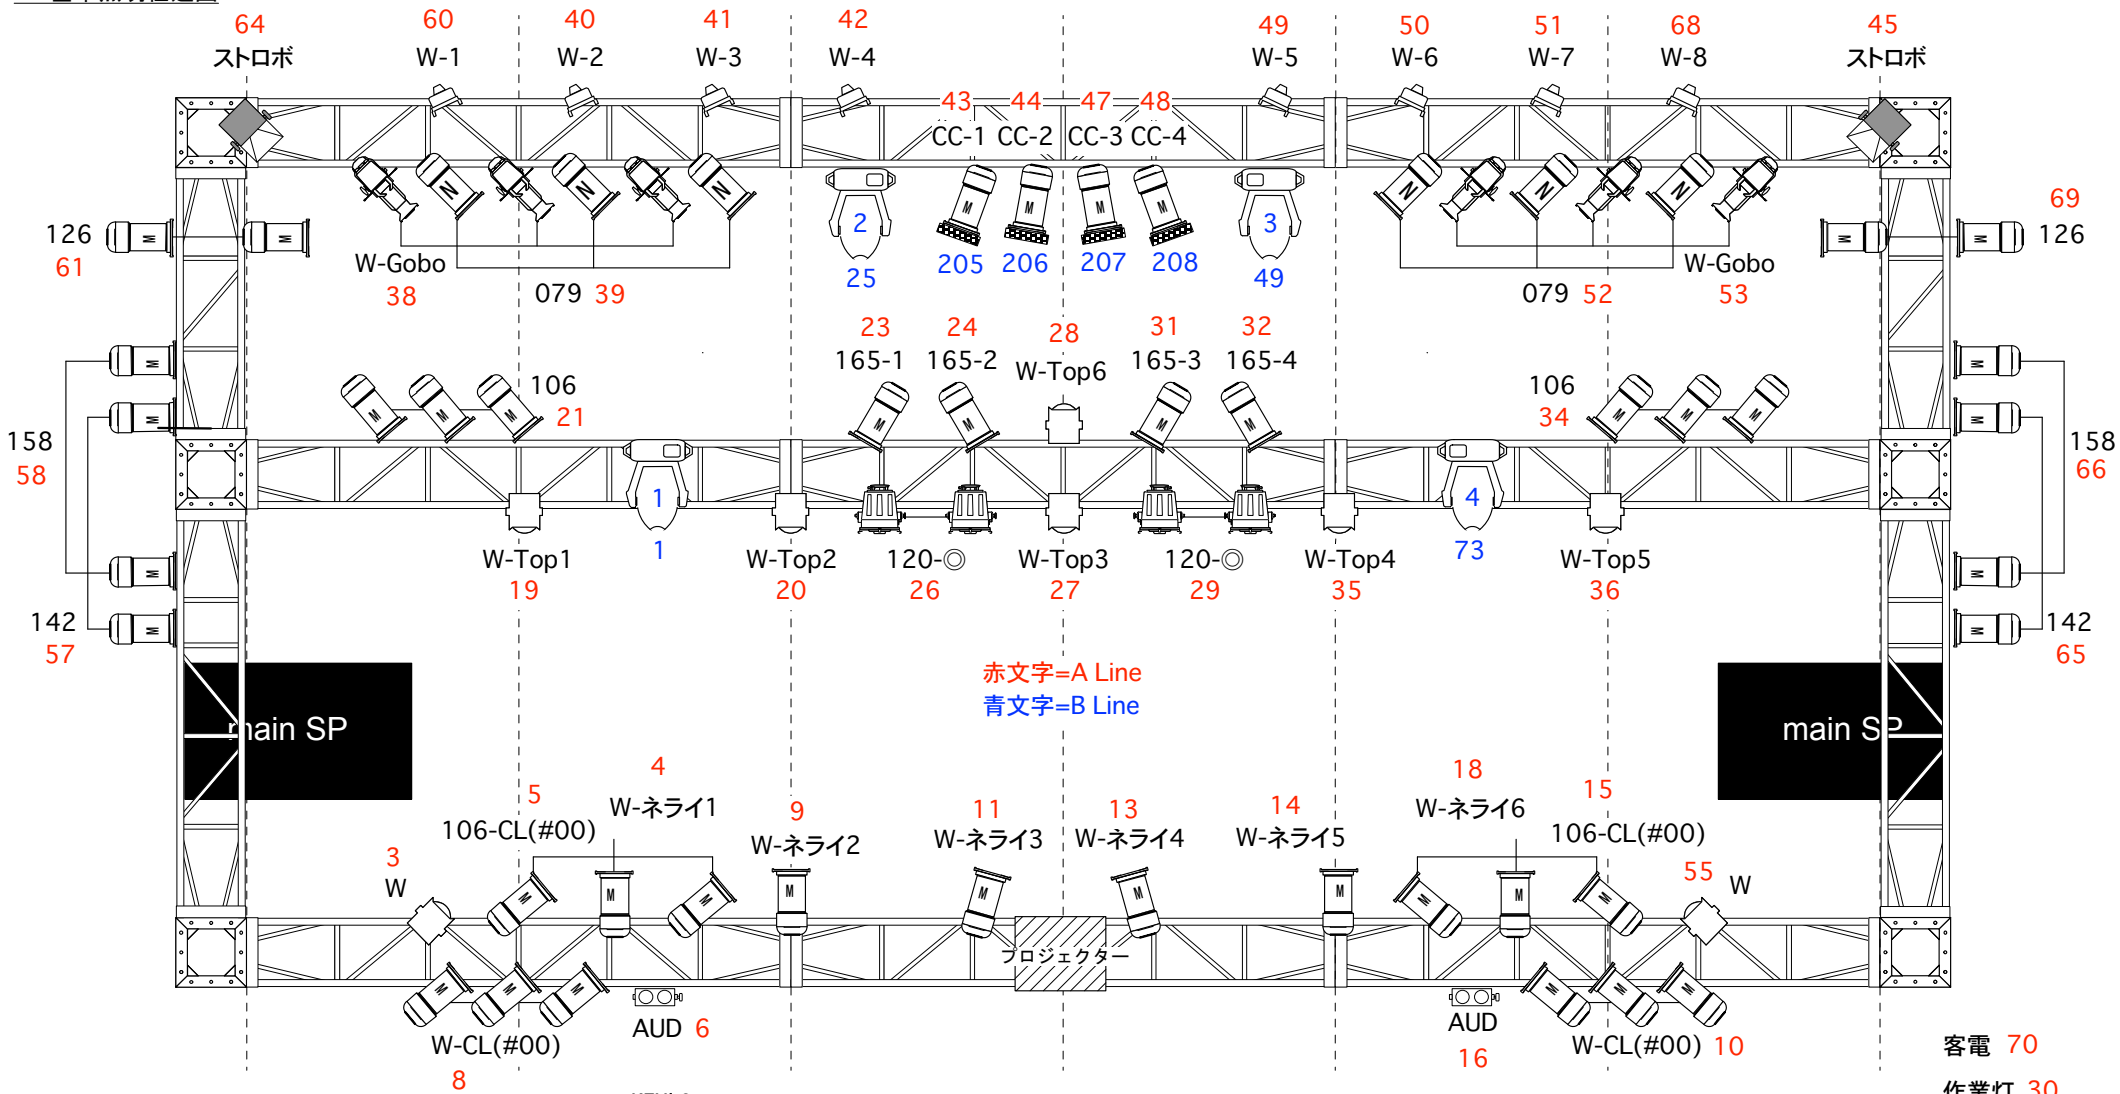 64 60 40 41 42 49 50 51 68 45
ストロボ W-1 W-2 W-3 W-4 W-5 W-6 W-7 W-8 ストロボ
43 44 47 48
CC-1 CC-2 CC-3 CC-4
N N N N N N
M M M M
2 3
126 M M M M 69
61 126
205 206 207 208
25 49
W-Gobo W-Gobo
38 079 39 079 52 53
23 24 28 31 32
165-1 165-2 W-Top6 165-3 165-4
M M
M M
106 106
21 34
M M M M M M M M M M
158 158
58 66
1 4
1 73
W-Top1 W-Top2 120-◎ W-Top3 120-◎ W-Top4 W-Top5
19 20 26 27 29 35 36
M M
M M
142 142
57 65
赤文字=A Line
青文字=B Line
main SP main SP
5 4 9 11 13 14 18 15
106-CL(#00) W-ネライ1 W-ネライ2 W-ネライ3 W-ネライ4 W-ネライ5 W-ネライ6 106-CL(#00)
3 55
W W
M M M M M M M M M M
プロジェクター
M M M M M M
AUD 6 AUD
16
W-CL(#00) W-CL(#00) 10
8
客電 70
作業灯 30